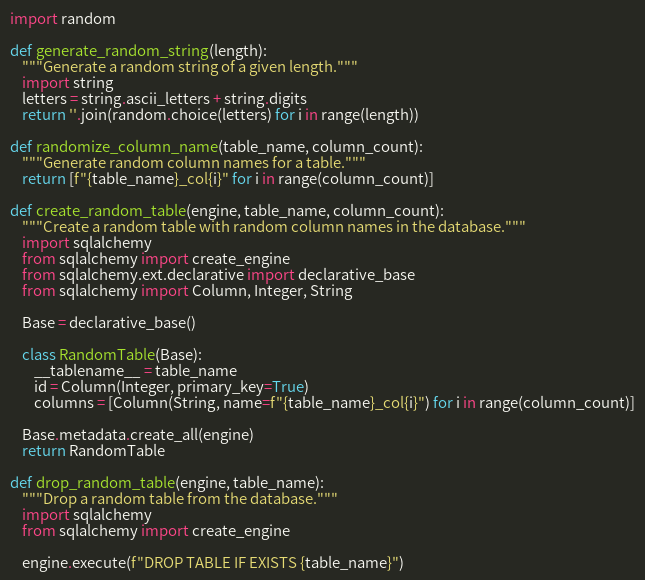 import random

def generate_random_string(length):
    """Generate a random string of a given length."""
    import string
    letters = string.ascii_letters + string.digits
    return ''.join(random.choice(letters) for i in range(length))

def randomize_column_name(table_name, column_count):
    """Generate random column names for a table."""
    return [f"{table_name}_col{i}" for i in range(column_count)]

def create_random_table(engine, table_name, column_count):
    """Create a random table with random column names in the database."""
    import sqlalchemy
    from sqlalchemy import create_engine
    from sqlalchemy.ext.declarative import declarative_base
    from sqlalchemy import Column, Integer, String

    Base = declarative_base()

    class RandomTable(Base):
        __tablename__ = table_name
        id = Column(Integer, primary_key=True)
        columns = [Column(String, name=f"{table_name}_col{i}") for i in range(column_count)]

    Base.metadata.create_all(engine)
    return RandomTable

def drop_random_table(engine, table_name):
    """Drop a random table from the database."""
    import sqlalchemy
    from sqlalchemy import create_engine

    engine.execute(f"DROP TABLE IF EXISTS {table_name}")